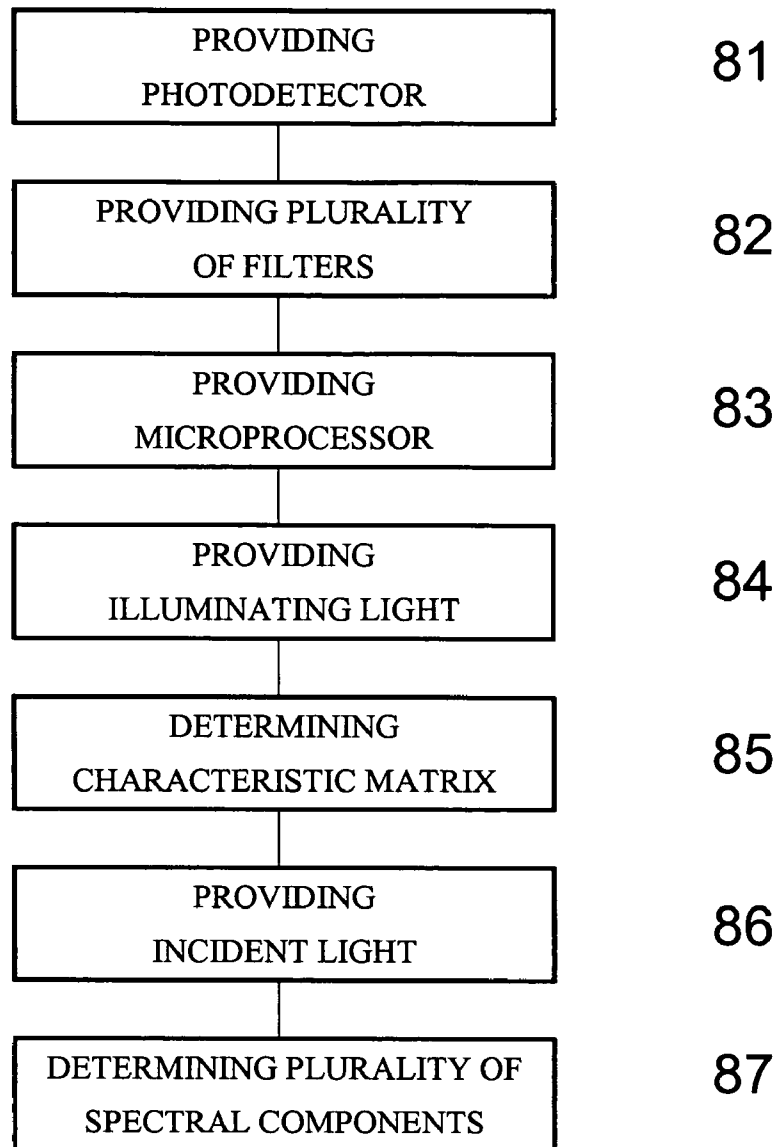 PROVIDING
PHOTODETECTOR
81
PROVIDING PLURALITY
OF FILTERS
82
PROVIDING
MICROPROCESSOR
83
PROVIDING
ILLUMINATING LIGHT
84
DETERMINING
CHARACTERISTIC MATRIX
85
PROVIDING
INCIDENT LIGHT
86
DETERMINING PLURALITY OF
SPECTRAL COMPONENTS
87